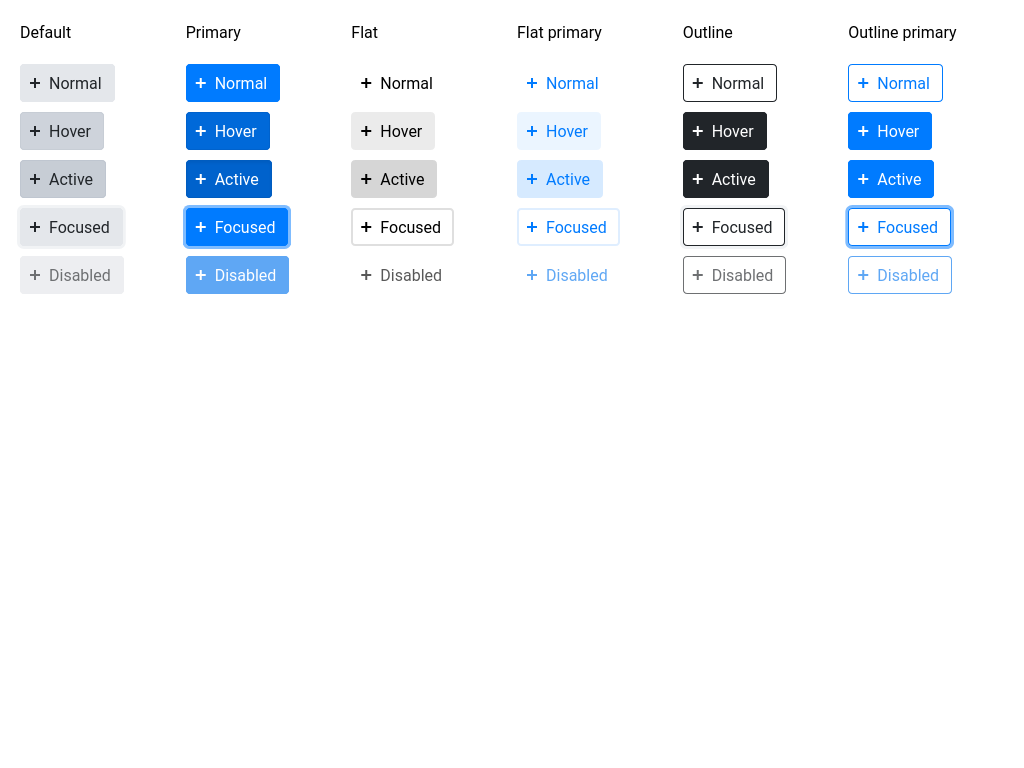 Default Primary Flat Flat primary Outline Outline primary
+ Normal + Normal + Normal + Normal + Normal + Normal
+ Hover + Hover + Hover + Hover + Hover + Hover
+ Active + Active + Active + Active + Active + Active
+ Focused + Focused + Focused + Focused + Focused + Focused
+ Disabled + Disabled + Disabled + Disabled + Disabled + Disabled